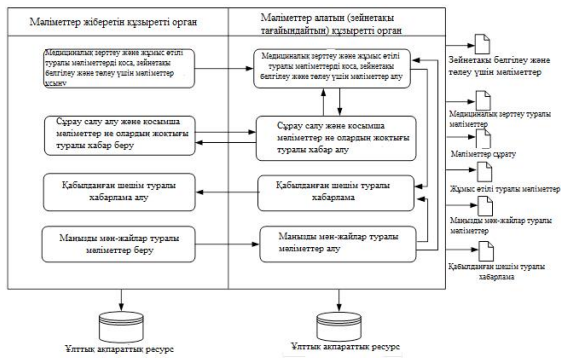 Мәліметтер жіберетін құзыретті орган
Мәліметтер алатын (зейнетақы
тағайындайтын) құзыретті орган
Медициналық зерттеу және жұмыс өтілі
туралы мәліметтерді қоса, зейнетақы
белгілеу және төлеу үшін мәліметтер
ұсыну
Медициналық зерттеу және жұмыс өтілі
туралы мәліметтерді қоса, зейнетақы
белгілеу және төлеу үшін мәліметтер алу
Сұрау салу алу және қосымша
мәліметтер не олардың жоқтығы
туралы хабар беру
Сұрау салу және қосымша
мәліметтер не олардың жоқтығы
туралы хабар алу
Қабылданған шешім туралы
хабарлама алу
Қабылданған шешім туралы
хабарлама
Маңызды мән-жайлар туралы
мәліметтер беру
Маңызды мән-жайлар туралы
мәліметтер алу
Зейнетақы белгілеу және
төлеу үшін мәліметтер
Медициналық зерттеу туралы
мәліметтер
Мәліметтер сұрату
Жұмыс өтілі туралы мәліметтер
Маңызды мән-жайлар туралы
мәліметтер
Қабылданған шешім туралы
хабарлама
Ұлттық ақпараттық ресурс
Ұлттық ақпараттық ресурс